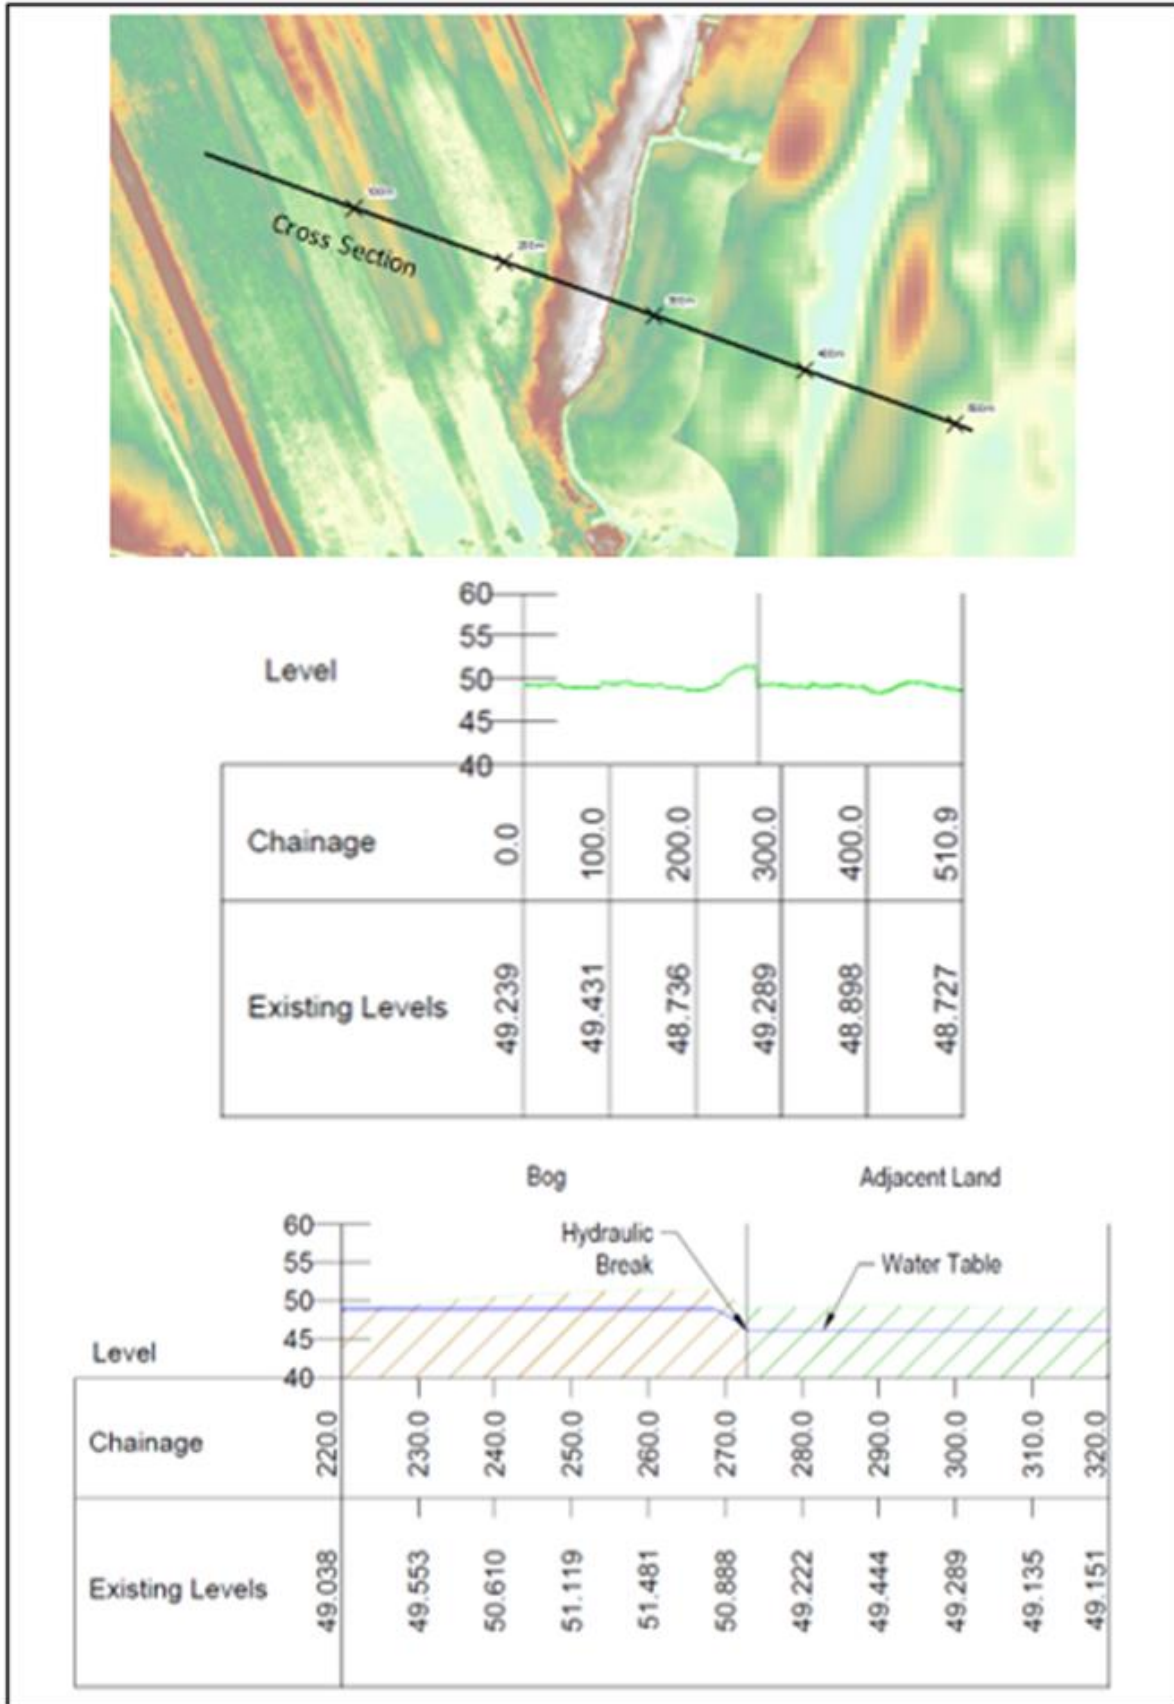 100m
Cross Section
200m
300m
400m
500m
60
55
Level
50
45
40
Chainage
0.0
100.0
200.0
300.0
400.0
510.9
Existing Levels
49.239
49.431
48.736
49.289
48.898
48.727
Bog
Adjacent Land
60
Hydraulic
Break
Water Table
55
50
45
Level
40
Chainage
220.0
230.0
240.0
250.0
260.0
270.0
280.0
290.0
300.0
310.0
320.0
Existing Levels
49.038
49.553
50.610
51.119
51.481
50.888
49.222
49.444
49.289
49.135
49.151